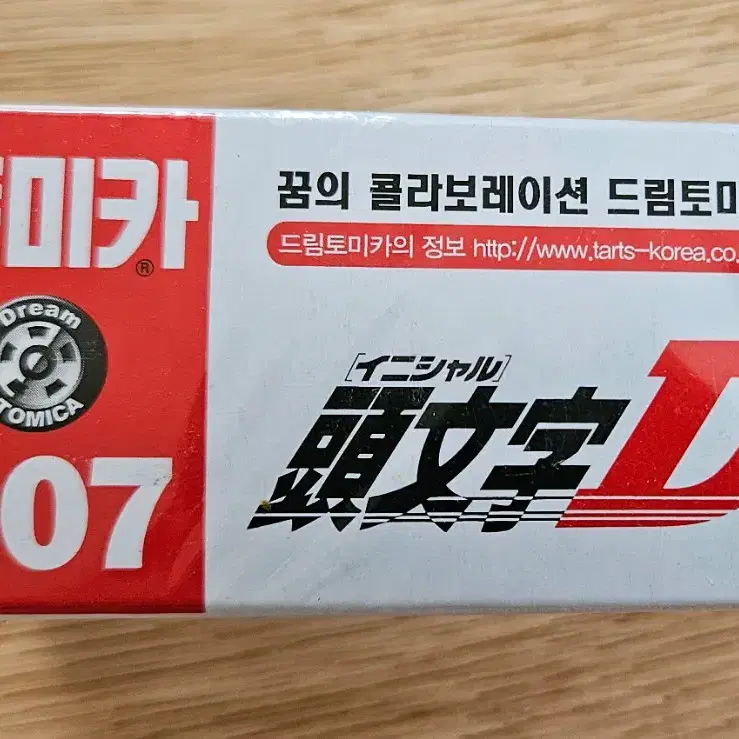 미카®
Dream
TOMICA
07
꿈의 콜라보레이션 드림토미
드림토미카의 정보 http://www.tarts-korea.co.
[イニシャル]
頭文字D